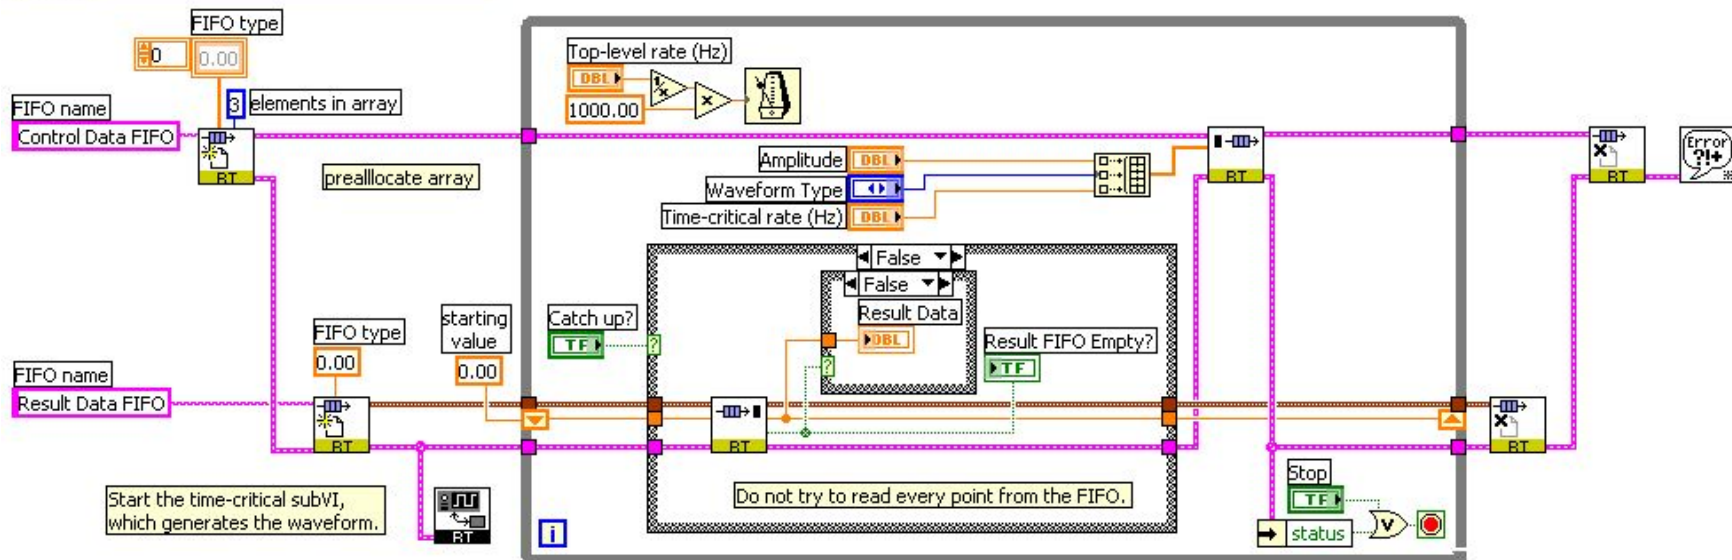 FIFO type
0
0.00
3
elements in array
FIFO name
Control Data FIFO
RT
prealllocate array
Top-level rate (Hz)
DBL
1
x
x
1000.00
Amplitude
DBL
Waveform Type
Time-critical rate (Hz)
DBL
RT
RT
Error
?!+
False
False
Result Data
DBL
Catch up?
TF
?
?
Result FIFO Empty?
TF
FIFO type
0.00
starting
value
0.00
FIFO name
Result Data FIFO
RT
RT
RT
Start the time-critical subVI,
which generates the waveform.
RT
Do not try to read every point from the FIFO.
i
Stop
TF
status
V